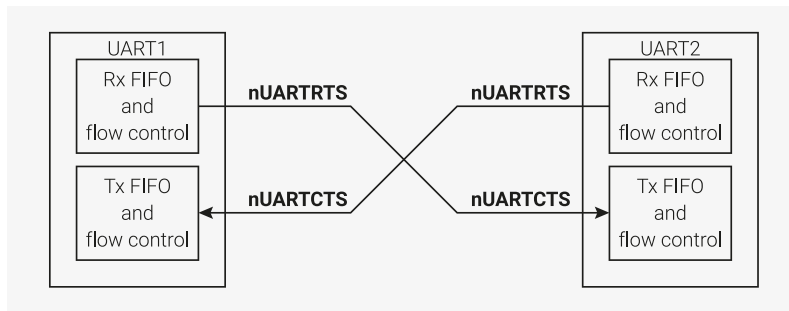 UART1
Rx FIFO
and
flow control
Tx FIFO
and
flow control
nUARTRTS
nUARTRTS
nUARTCTS
nUARTCTS
UART2
Rx FIFO
and
flow control
Tx FIFO
and
flow control